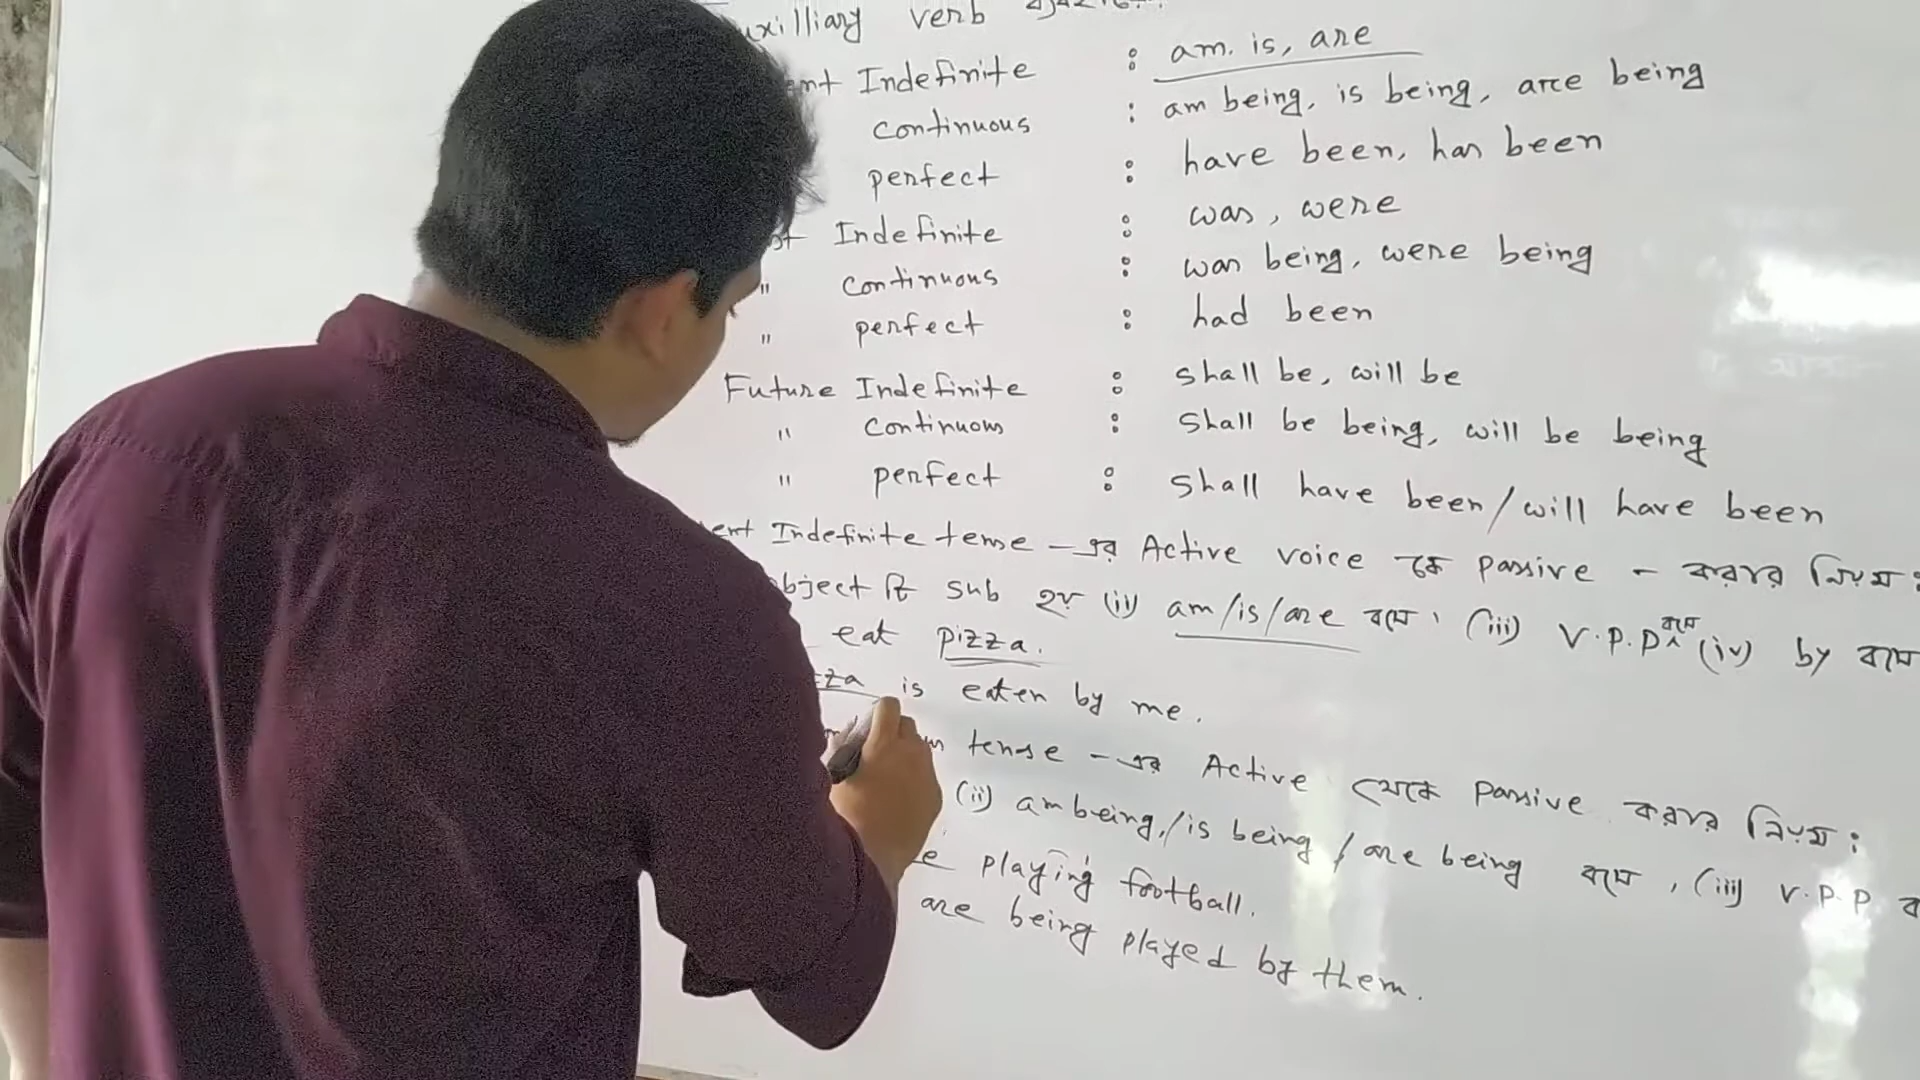 verb
Indefinite : am. is, are
continuous : am being, is being, are being
perfect : have been, has been
Indefinite : was, were
" continuous : was being, were being
" perfect : had been
Future Indefinite : shall be, will be
" continuous : shall be being, will be being
" perfect : shall have been/will have been
Indefinite tense -এর Active voice কে passive - করার নিয়ম:
sub হয় (ii) am/is/are বসে। (iii) V.P.P বসে (iv) by বসে
eat pizza.
is eaten by me.
tense -এর Active থেকে passive করার নিয়ম:
(ii) am being,/is being/are being বসে, (iii) V.P.P
playing football.
are being played by them.